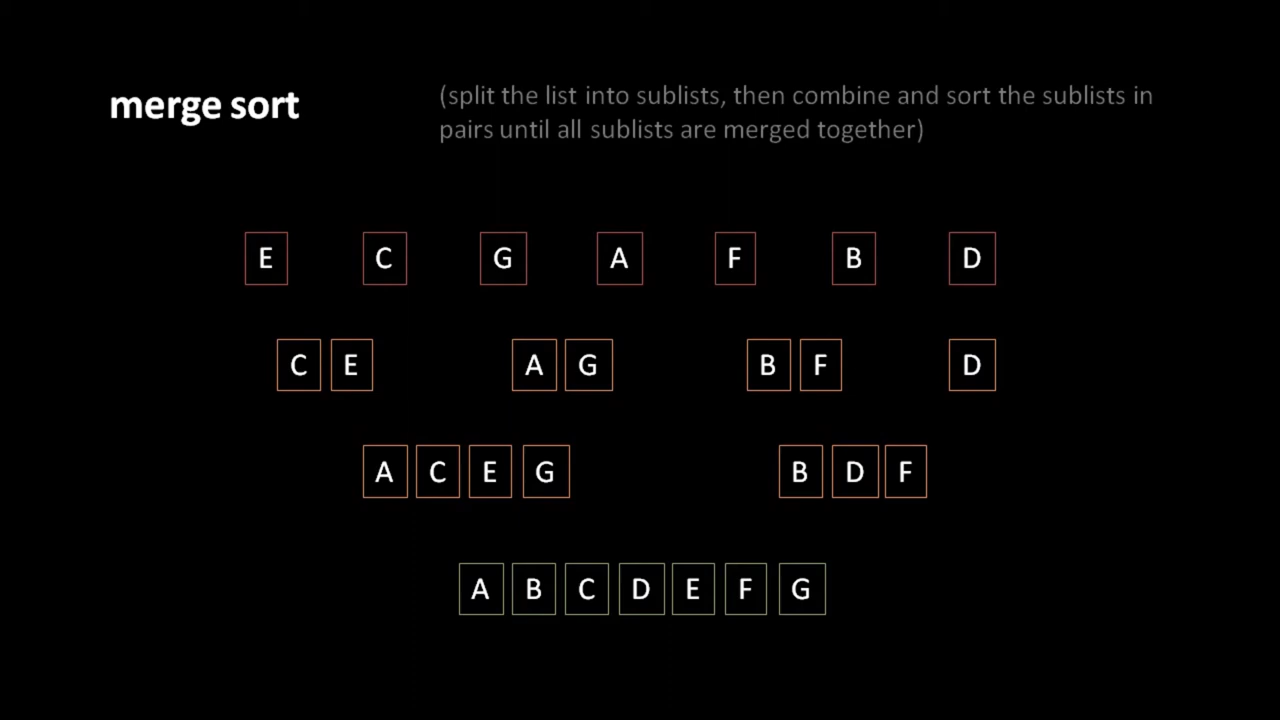 merge sort
(split the list into sublists, then combine and sort the sublists in
pairs until all sublists are merged together)
E C G A F B D
C E A G B F D
A C E G B D F
A B C D E F G